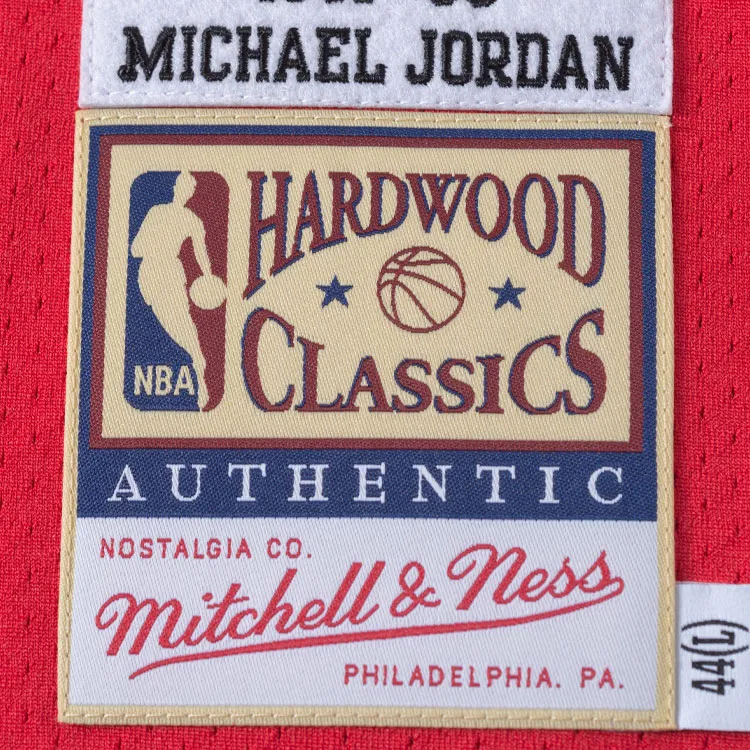 MICHAEL JORDAN
HARDWOOD
CLASSICS
NBA
AUTHENTIC
NOSTALGIA CO.
Mitchell & Ness
PHILADELPHIA. PA.
44(L)